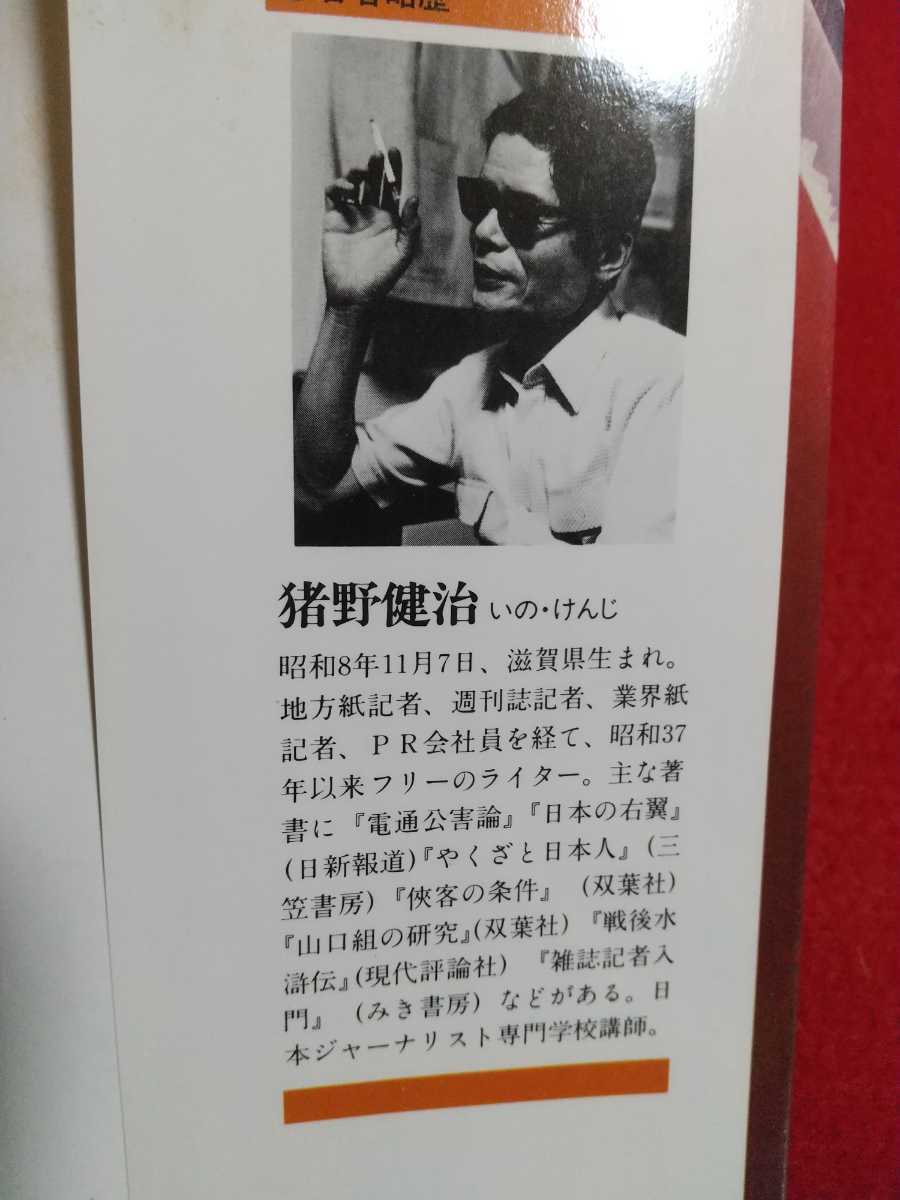 著者略歴
猪野健治 いの・けんじ
昭和8年11月7日、滋賀県生まれ。
地方紙記者、週刊誌記者、業界紙
記者、PR会社員を経て、昭和37
年以来フリーのライター。主な著
書に『電通公害論』『日本の右翼』
(日新報道)『やくざと日本人』(三
笠書房)『俠客の条件』(双葉社)
『山口組の研究』(双葉社)『戦後水
滸伝』(現代評論社)『雑誌記者入
門』(みき書房)などがある。日
本ジャーナリスト専門学校講師。